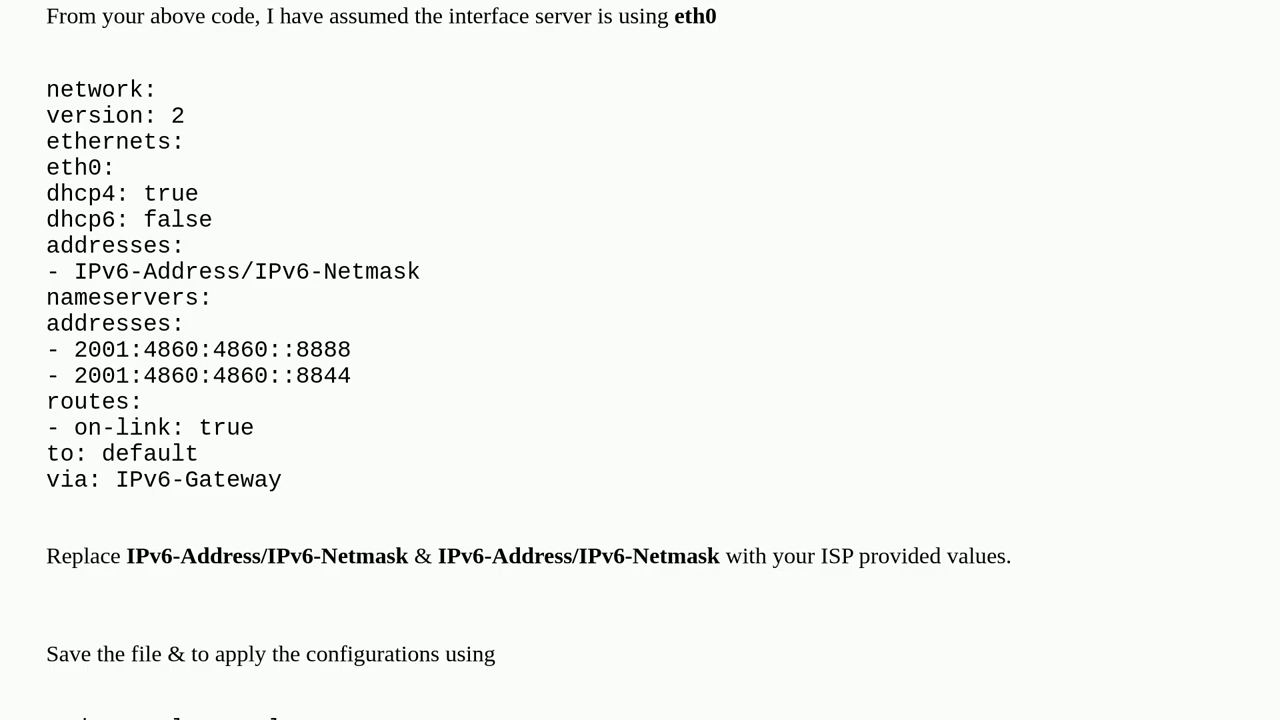 From your above code, I have assumed the interface server is using eth0
network:
version: 2
ethernets:
eth0:
dhcp4: true
dhcp6: false
addresses:
- IPv6-Address/IPv6-Netmask
nameservers:
addresses:
- 2001:4860:4860::8888
- 2001:4860:4860::8844
routes:
- on-link: true
to: default
via: IPv6-Gateway
Replace IPv6-Address/IPv6-Netmask & IPv6-Address/IPv6-Netmask with your ISP provided values.
Save the file & to apply the configurations using